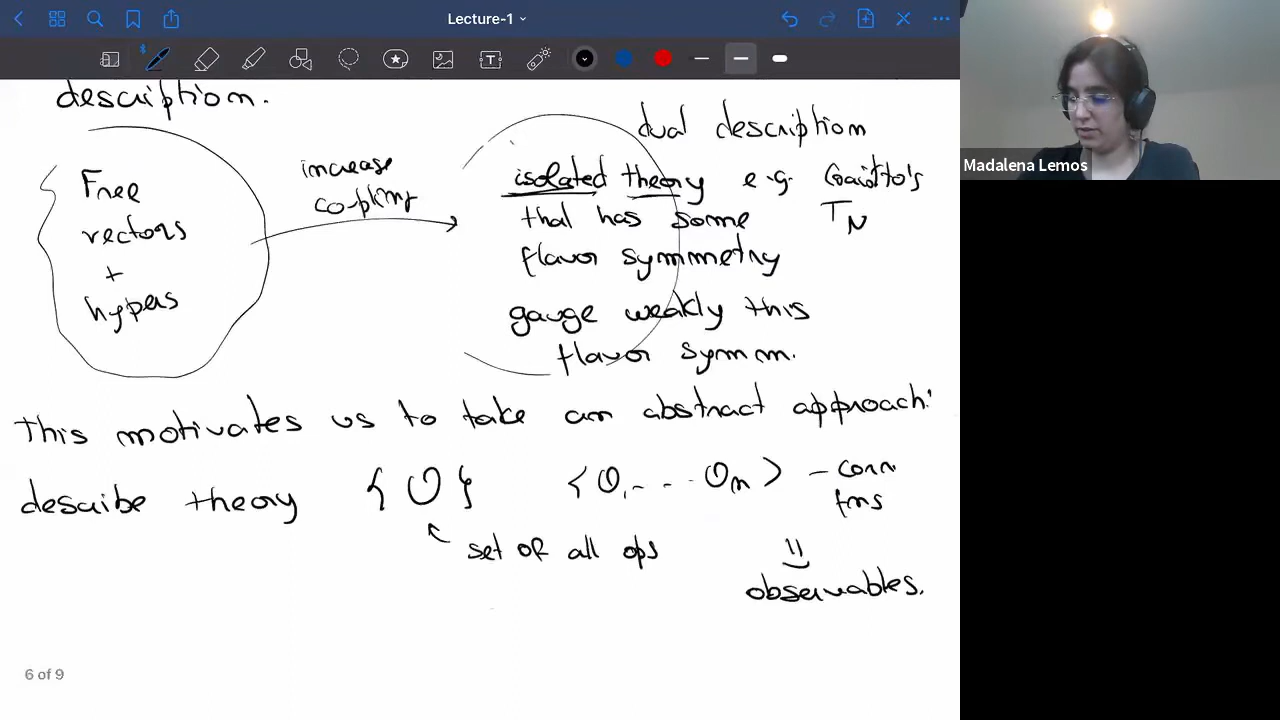 Lecture-1
Madalena Lemos
description.
Free
vectors
+
hypers
increase
coupling
dual description
isolated theory e.g. Gaiotto's
T_N
that has some
flavor symmetry
gauge weakly this
flavor symm.
This motivates us to take an abstract approach:
describe theory { O } < O_1 - - - O_n > - corr
fns
set of all ops
=
observables.
6 of 9